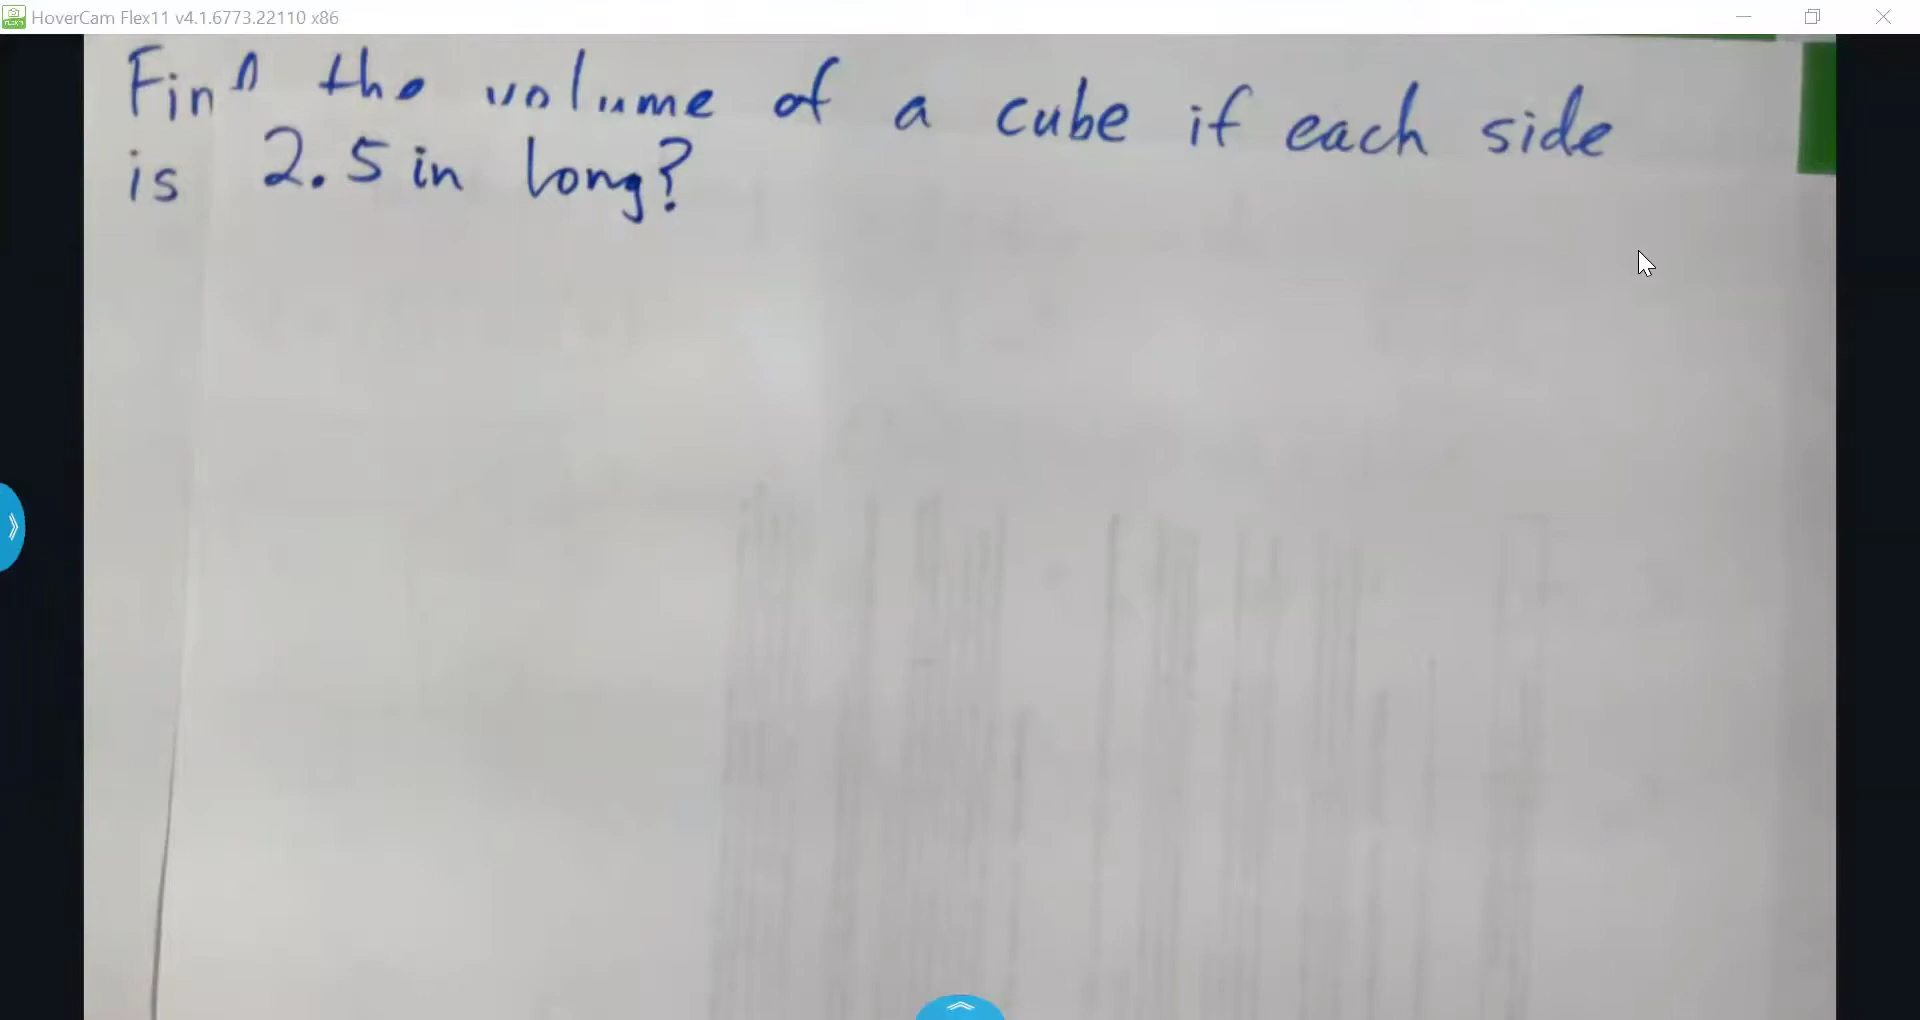 HoverCam Flex11 v4.1.6773.22110 x86
Find the volume of a cube if each side
is 2.5 in long?